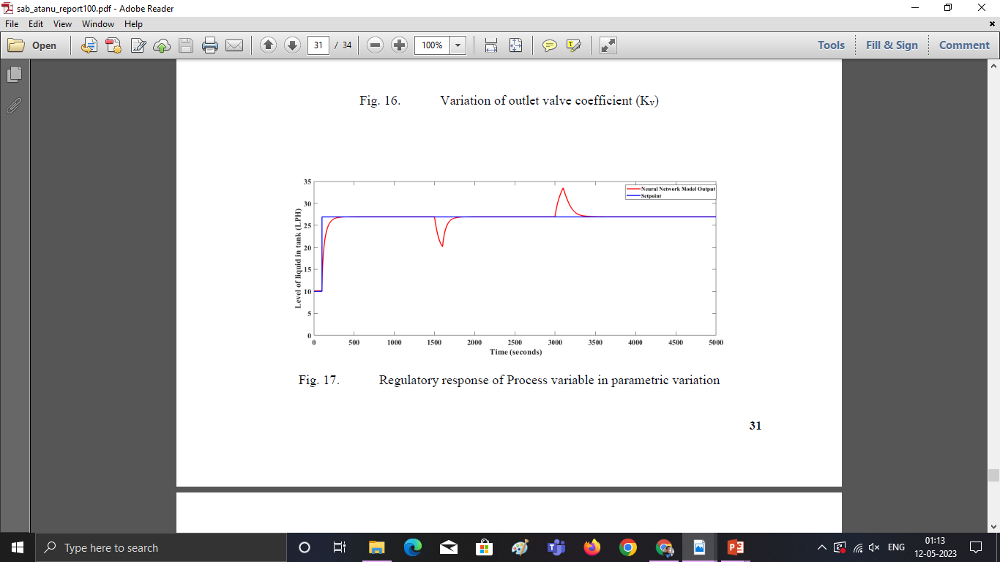 sab_atanu_report100.pdf - Adobe Reader
File Edit View Window Help
Open 31 / 34 100% Tools Fill & Sign Comment
Fig. 16. Variation of outlet valve coefficient (Kv)
35
30
25
20
15
10
5
0
Level of liquid in tank (LPH)
Neural Network Model Output
Setpoint
0 500 1000 1500 2000 2500 3000 3500 4000 4500 5000
Time (seconds)
Fig. 17. Regulatory response of Process variable in parametric variation
31
Type here to search
ENG
01:13
12-05-2023